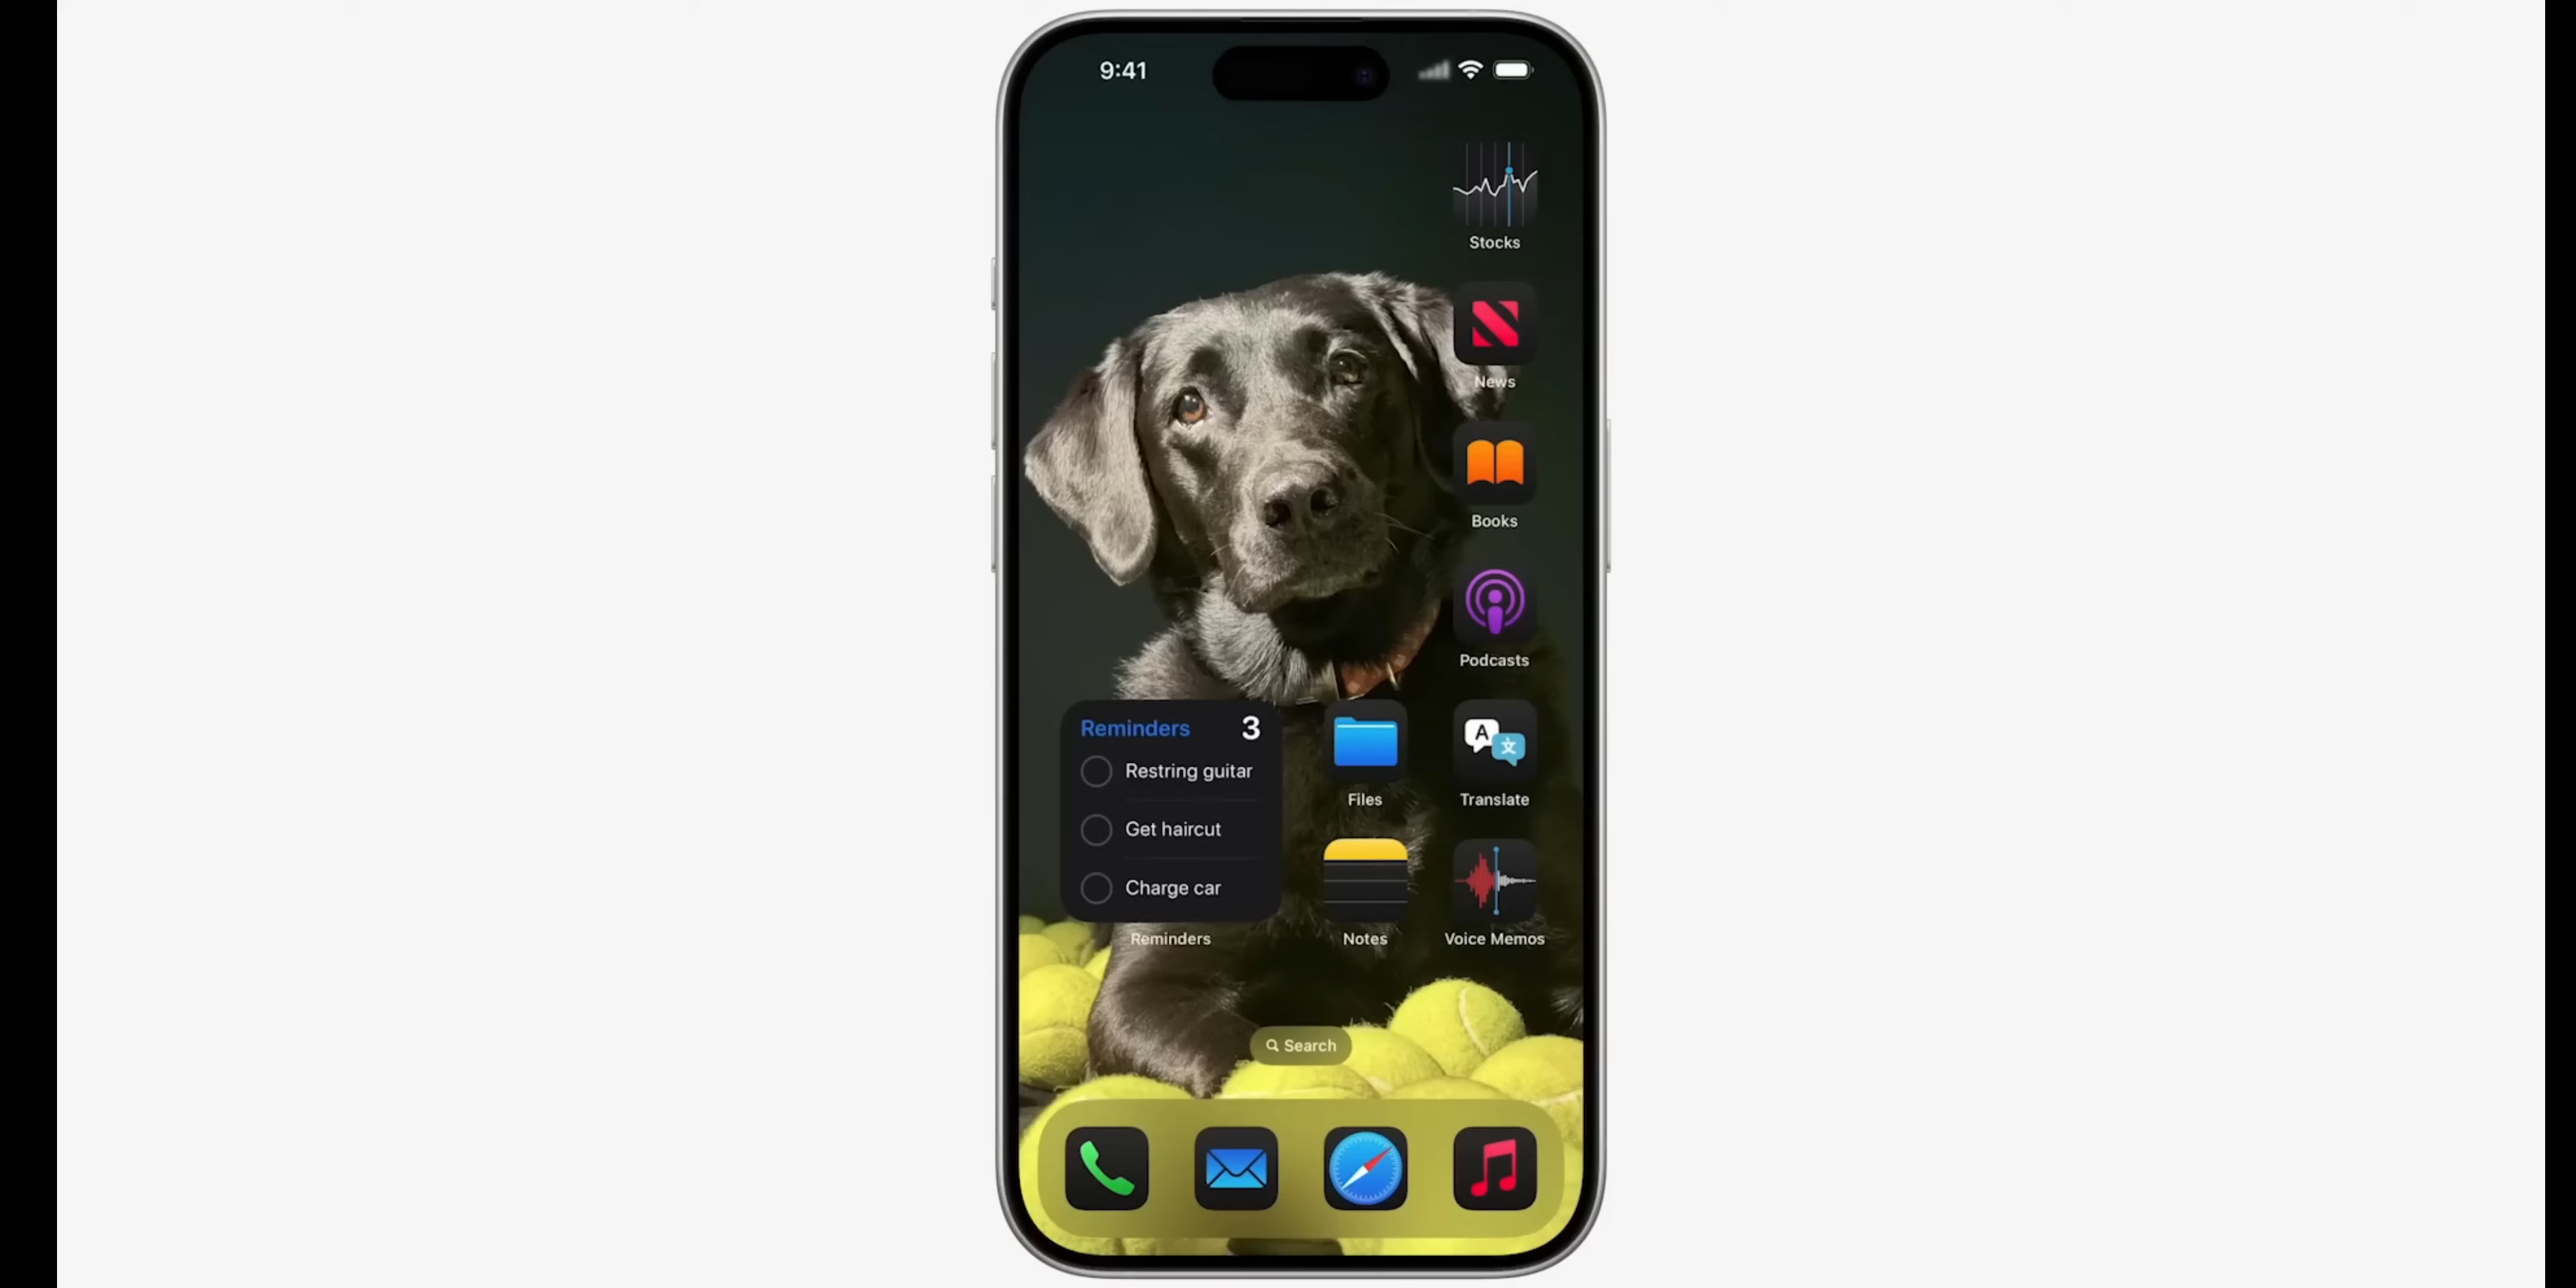 9:41
Stocks
News
Books
Podcasts
Reminders 3
Restring guitar
Get haircut
Charge car
Reminders
Files
A 文
Translate
Notes
Voice Memos
Search